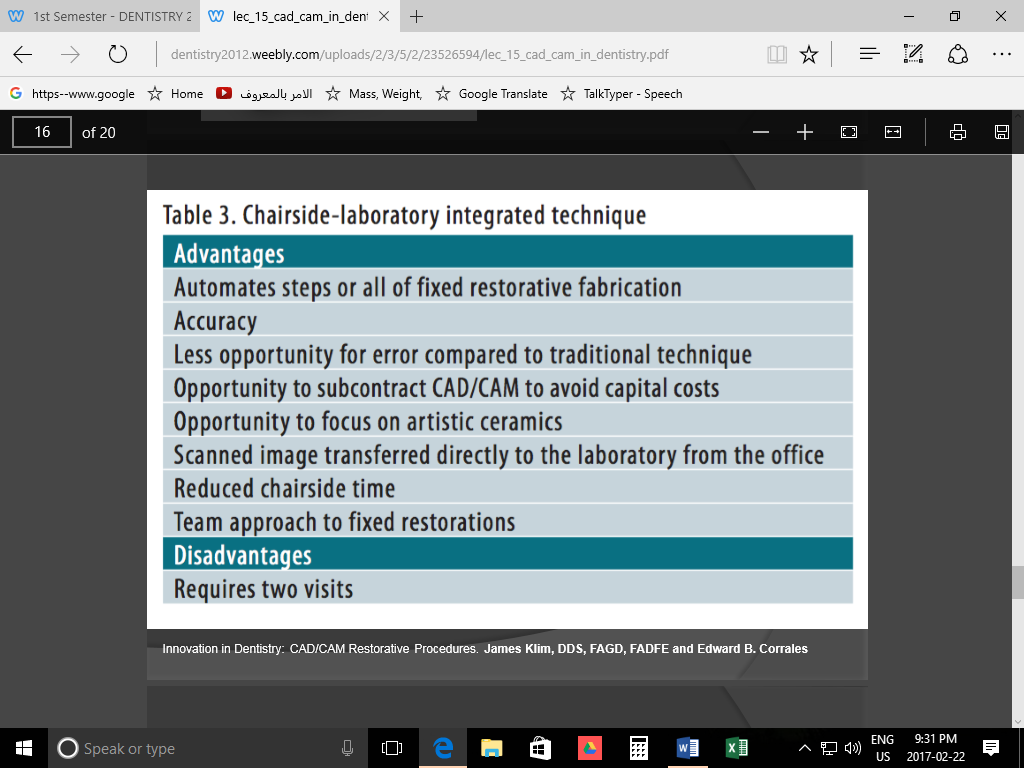 1st Semester - DENTISTRY 2
lec_15_cad_cam_in_den
dentistry2012.weebly.com/uploads/2/3/5/2/23526594/lec_15_cad_cam_in_dentistry.pdf
https--www.google Home الامر بالمعروف Mass, Weight, Google Translate TalkTyper - Speech
16 of 20
Table 3. Chairside-laboratory integrated technique
Advantages
Automates steps or all of fixed restorative fabrication
Accuracy
Less opportunity for error compared to traditional technique
Opportunity to subcontract CAD/CAM to avoid capital costs
Opportunity to focus on artistic ceramics
Scanned image transferred directly to the laboratory from the office
Reduced chairside time
Team approach to fixed restorations
Disadvantages
Requires two visits
Innovation in Dentistry: CAD/CAM Restorative Procedures. James Klim, DDS, FAGD, FADFE and Edward B. Corrales
Speak or type
ENG
US
9:31 PM
2017-02-22